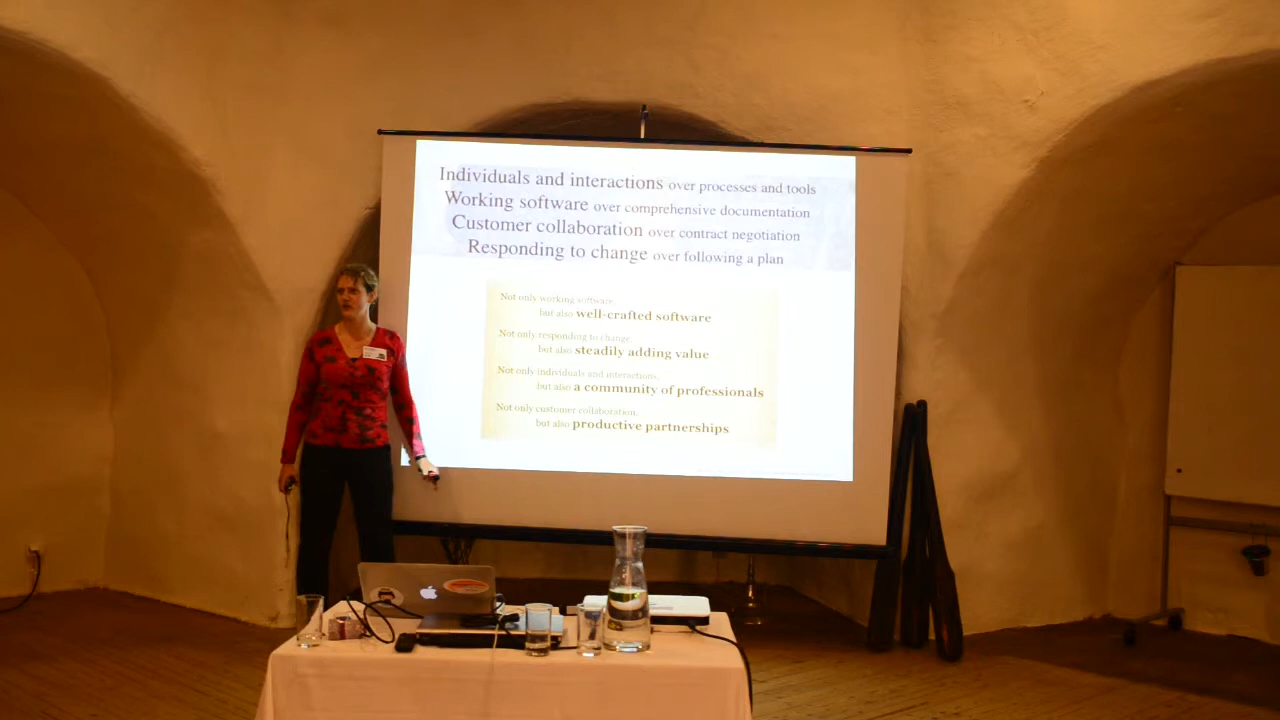 Individuals and interactions over processes and tools
Working software over comprehensive documentation
Customer collaboration over contract negotiation
Responding to change over following a plan
Not only working software,
but also well-crafted software
Not only responding to change,
but also steadily adding value
Not only individuals and interactions,
but also a community of professionals
Not only customer collaboration,
but also productive partnerships